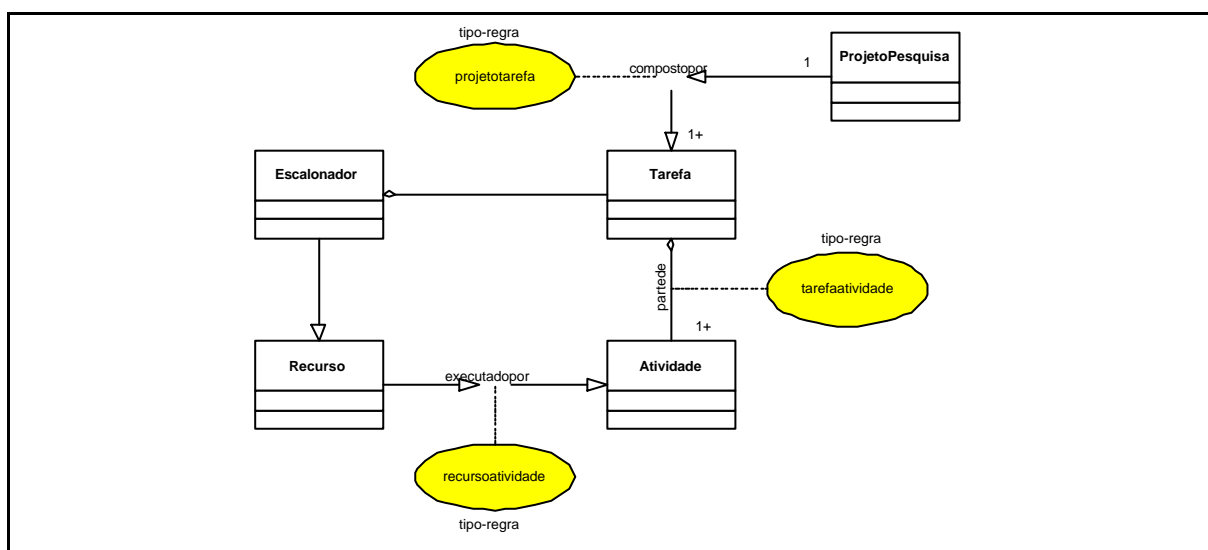 tipo-regra
projetotarefa
compostopor
1
ProjetoPesquisa
1+
Escalonador
Tarefa
tipo-regra
partede
tarefaatividade
1+
Recurso
executadopor
Atividade
recursoatividade
tipo-regra